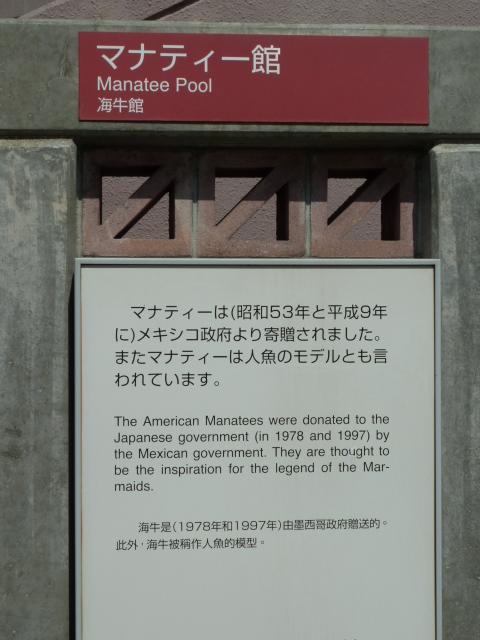 マナティー館
Manatee Pool
海牛館
マナティーは(昭和53年と平成9年
に)メキシコ政府より寄贈されました。
またマナティーは人魚のモデルとも言
われています。
The American Manatees were donated to the
Japanese government (in 1978 and 1997) by
the Mexican government. They are thought to
be the inspiration for the legend of the Mar-
maids.
海牛是(1978年和1997年)由墨西哥政府贈送的。
此外，海牛被稱作人魚的模型。